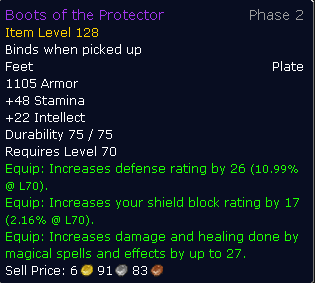 Boots of the Protector Phase 2
Item Level 128
Binds when picked up
Feet Plate
1105 Armor
+48 Stamina
+22 Intellect
Durability 75 / 75
Requires Level 70
Equip: Increases defense rating by 26 (10.99%
@ L70).
Equip: Increases your shield block rating by 17
(2.16% @ L70).
Equip: Increases damage and healing done by
magical spells and effects by up to 27.
Sell Price: 6 91 83